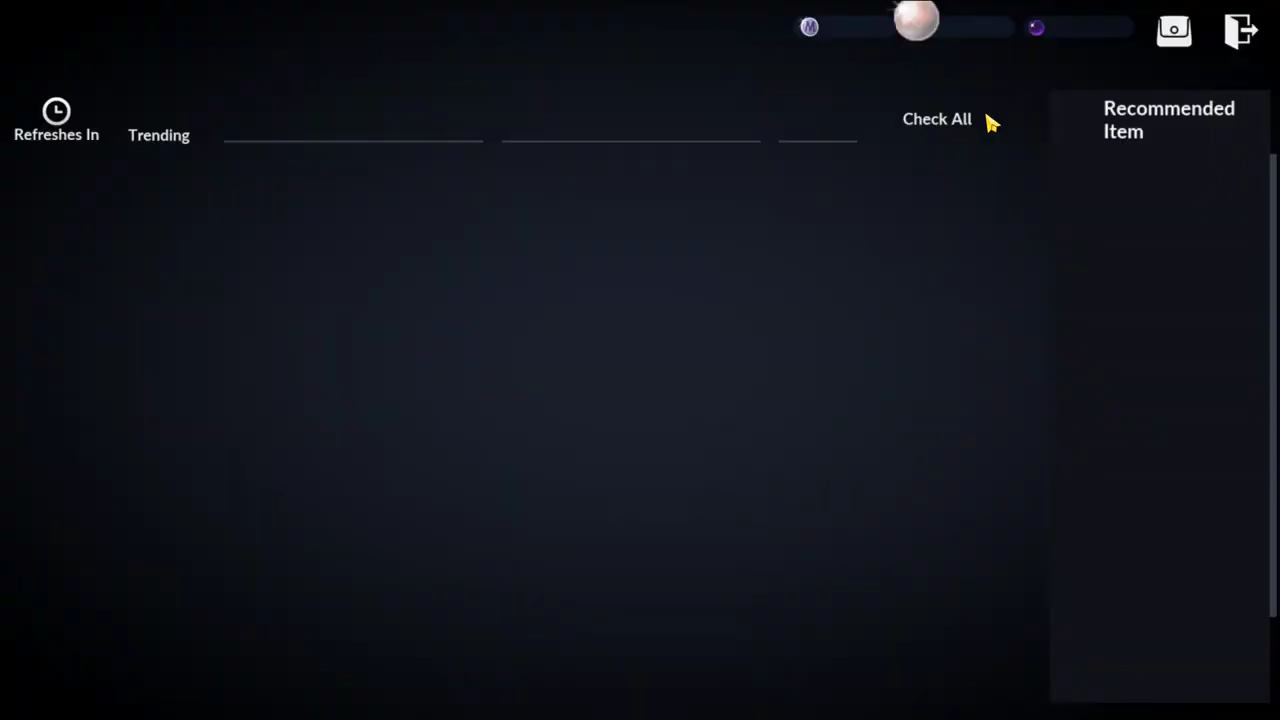 Refreshes In
Trending
Check All
Recommended
Item
M